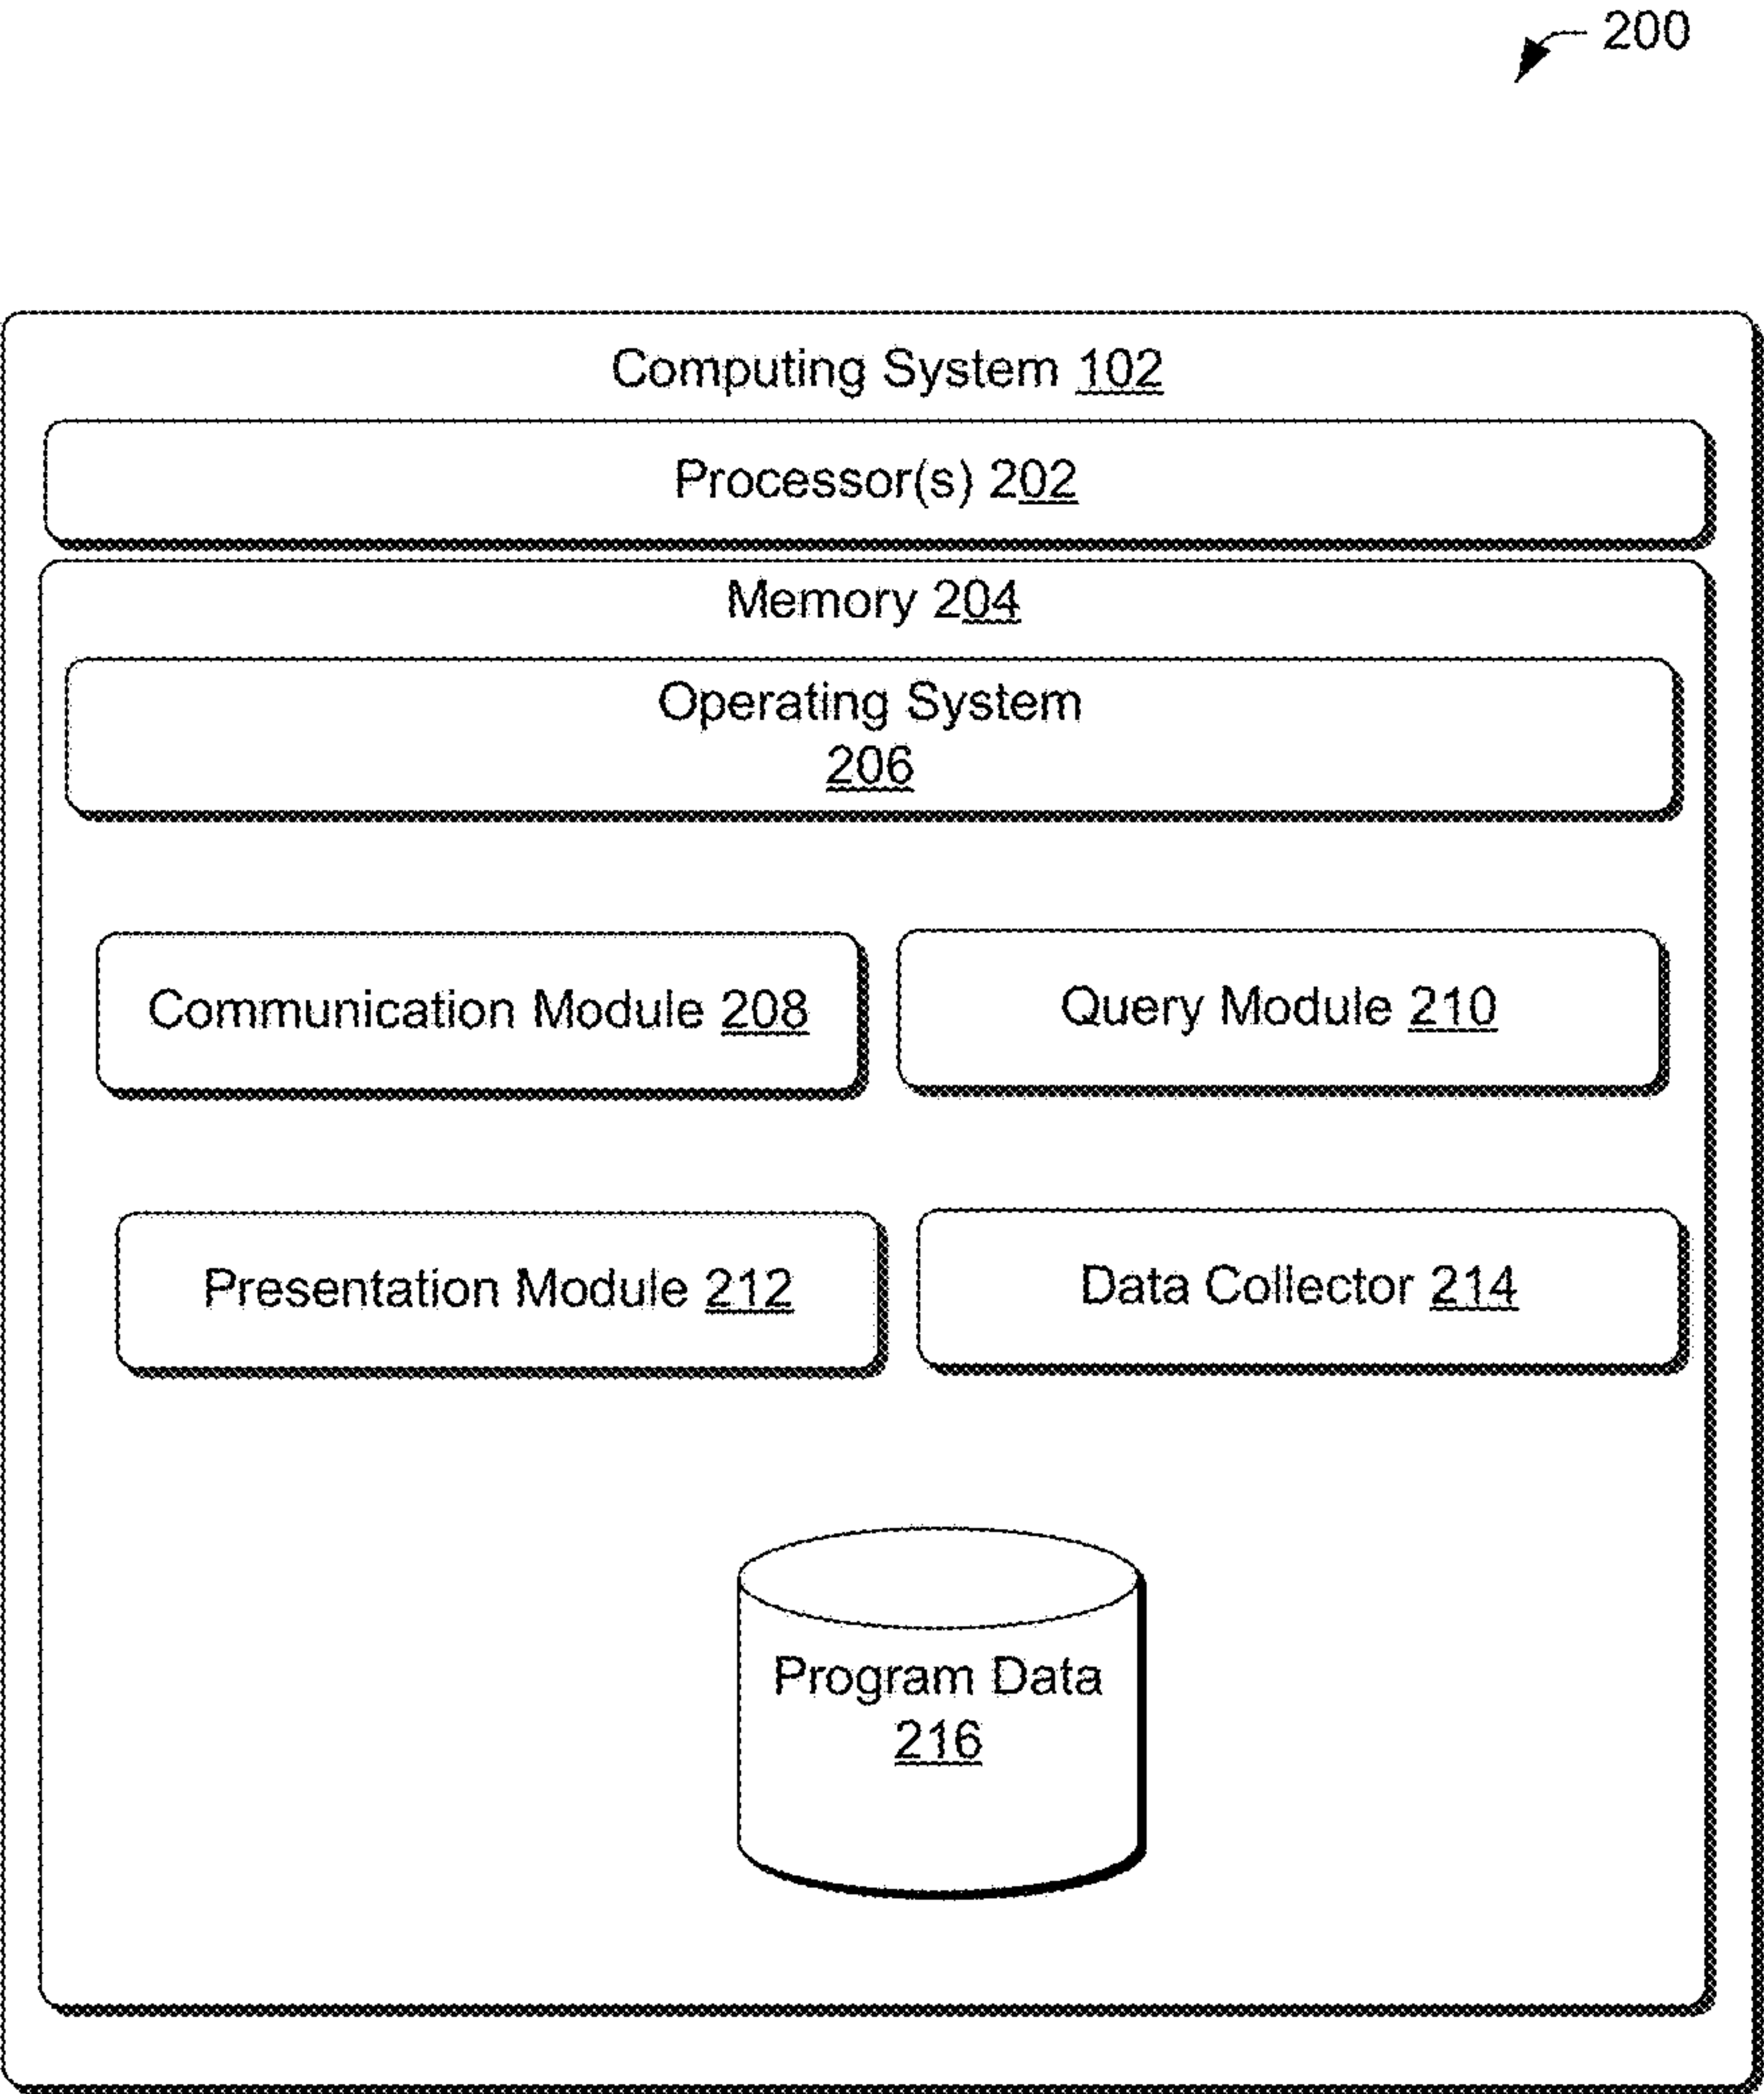 200
Computing System 102
Processor(s) 202
Memory 204
Operating System
206
Communication Module 208
Query Module 210
Presentation Module 212
Data Collector 214
Program Data
216